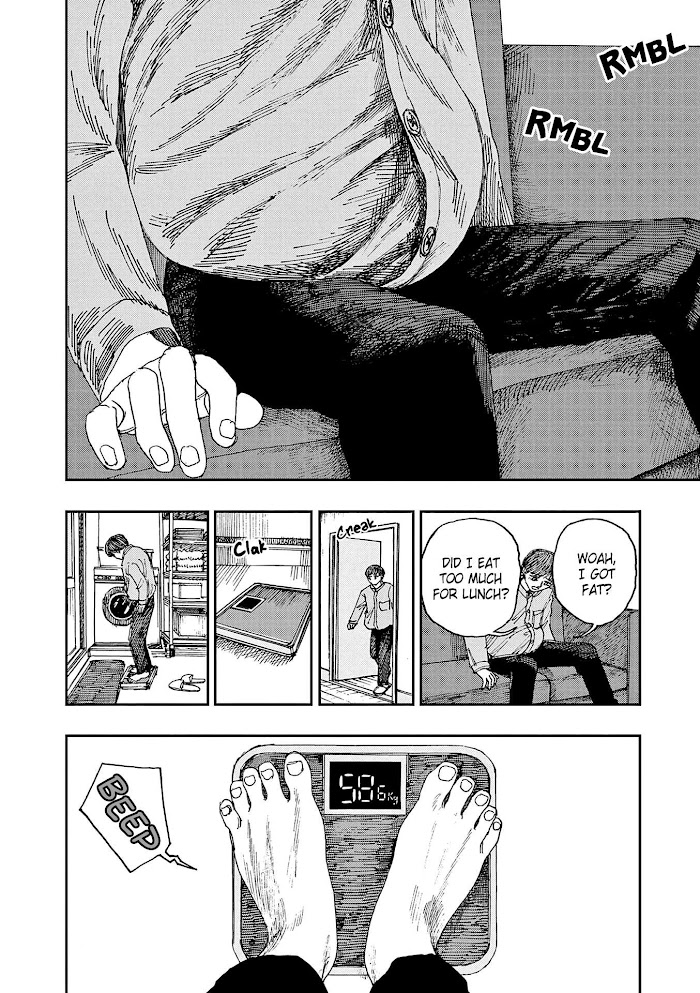 RMBL
RMBL
WOAH,
I GOT
FAT?
DID I EAT
TOO MUCH
FOR LUNCH?
Creak
Clak
BEEP
58.6Kg